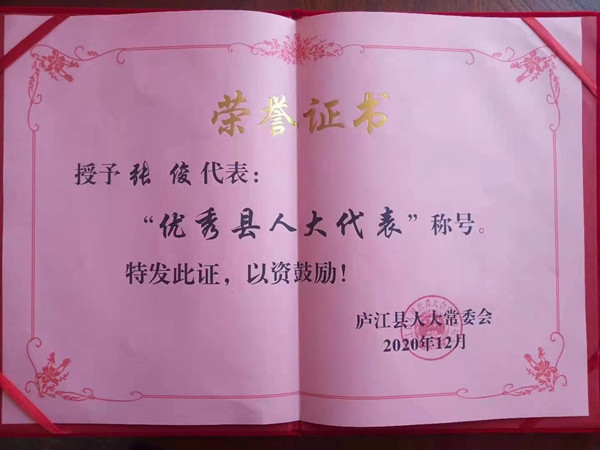 荣誉证书
授予张俊代表：
“优秀县人大代表”称号。
特发此证，以资鼓励！
庐江县人大常委会
2020年12月